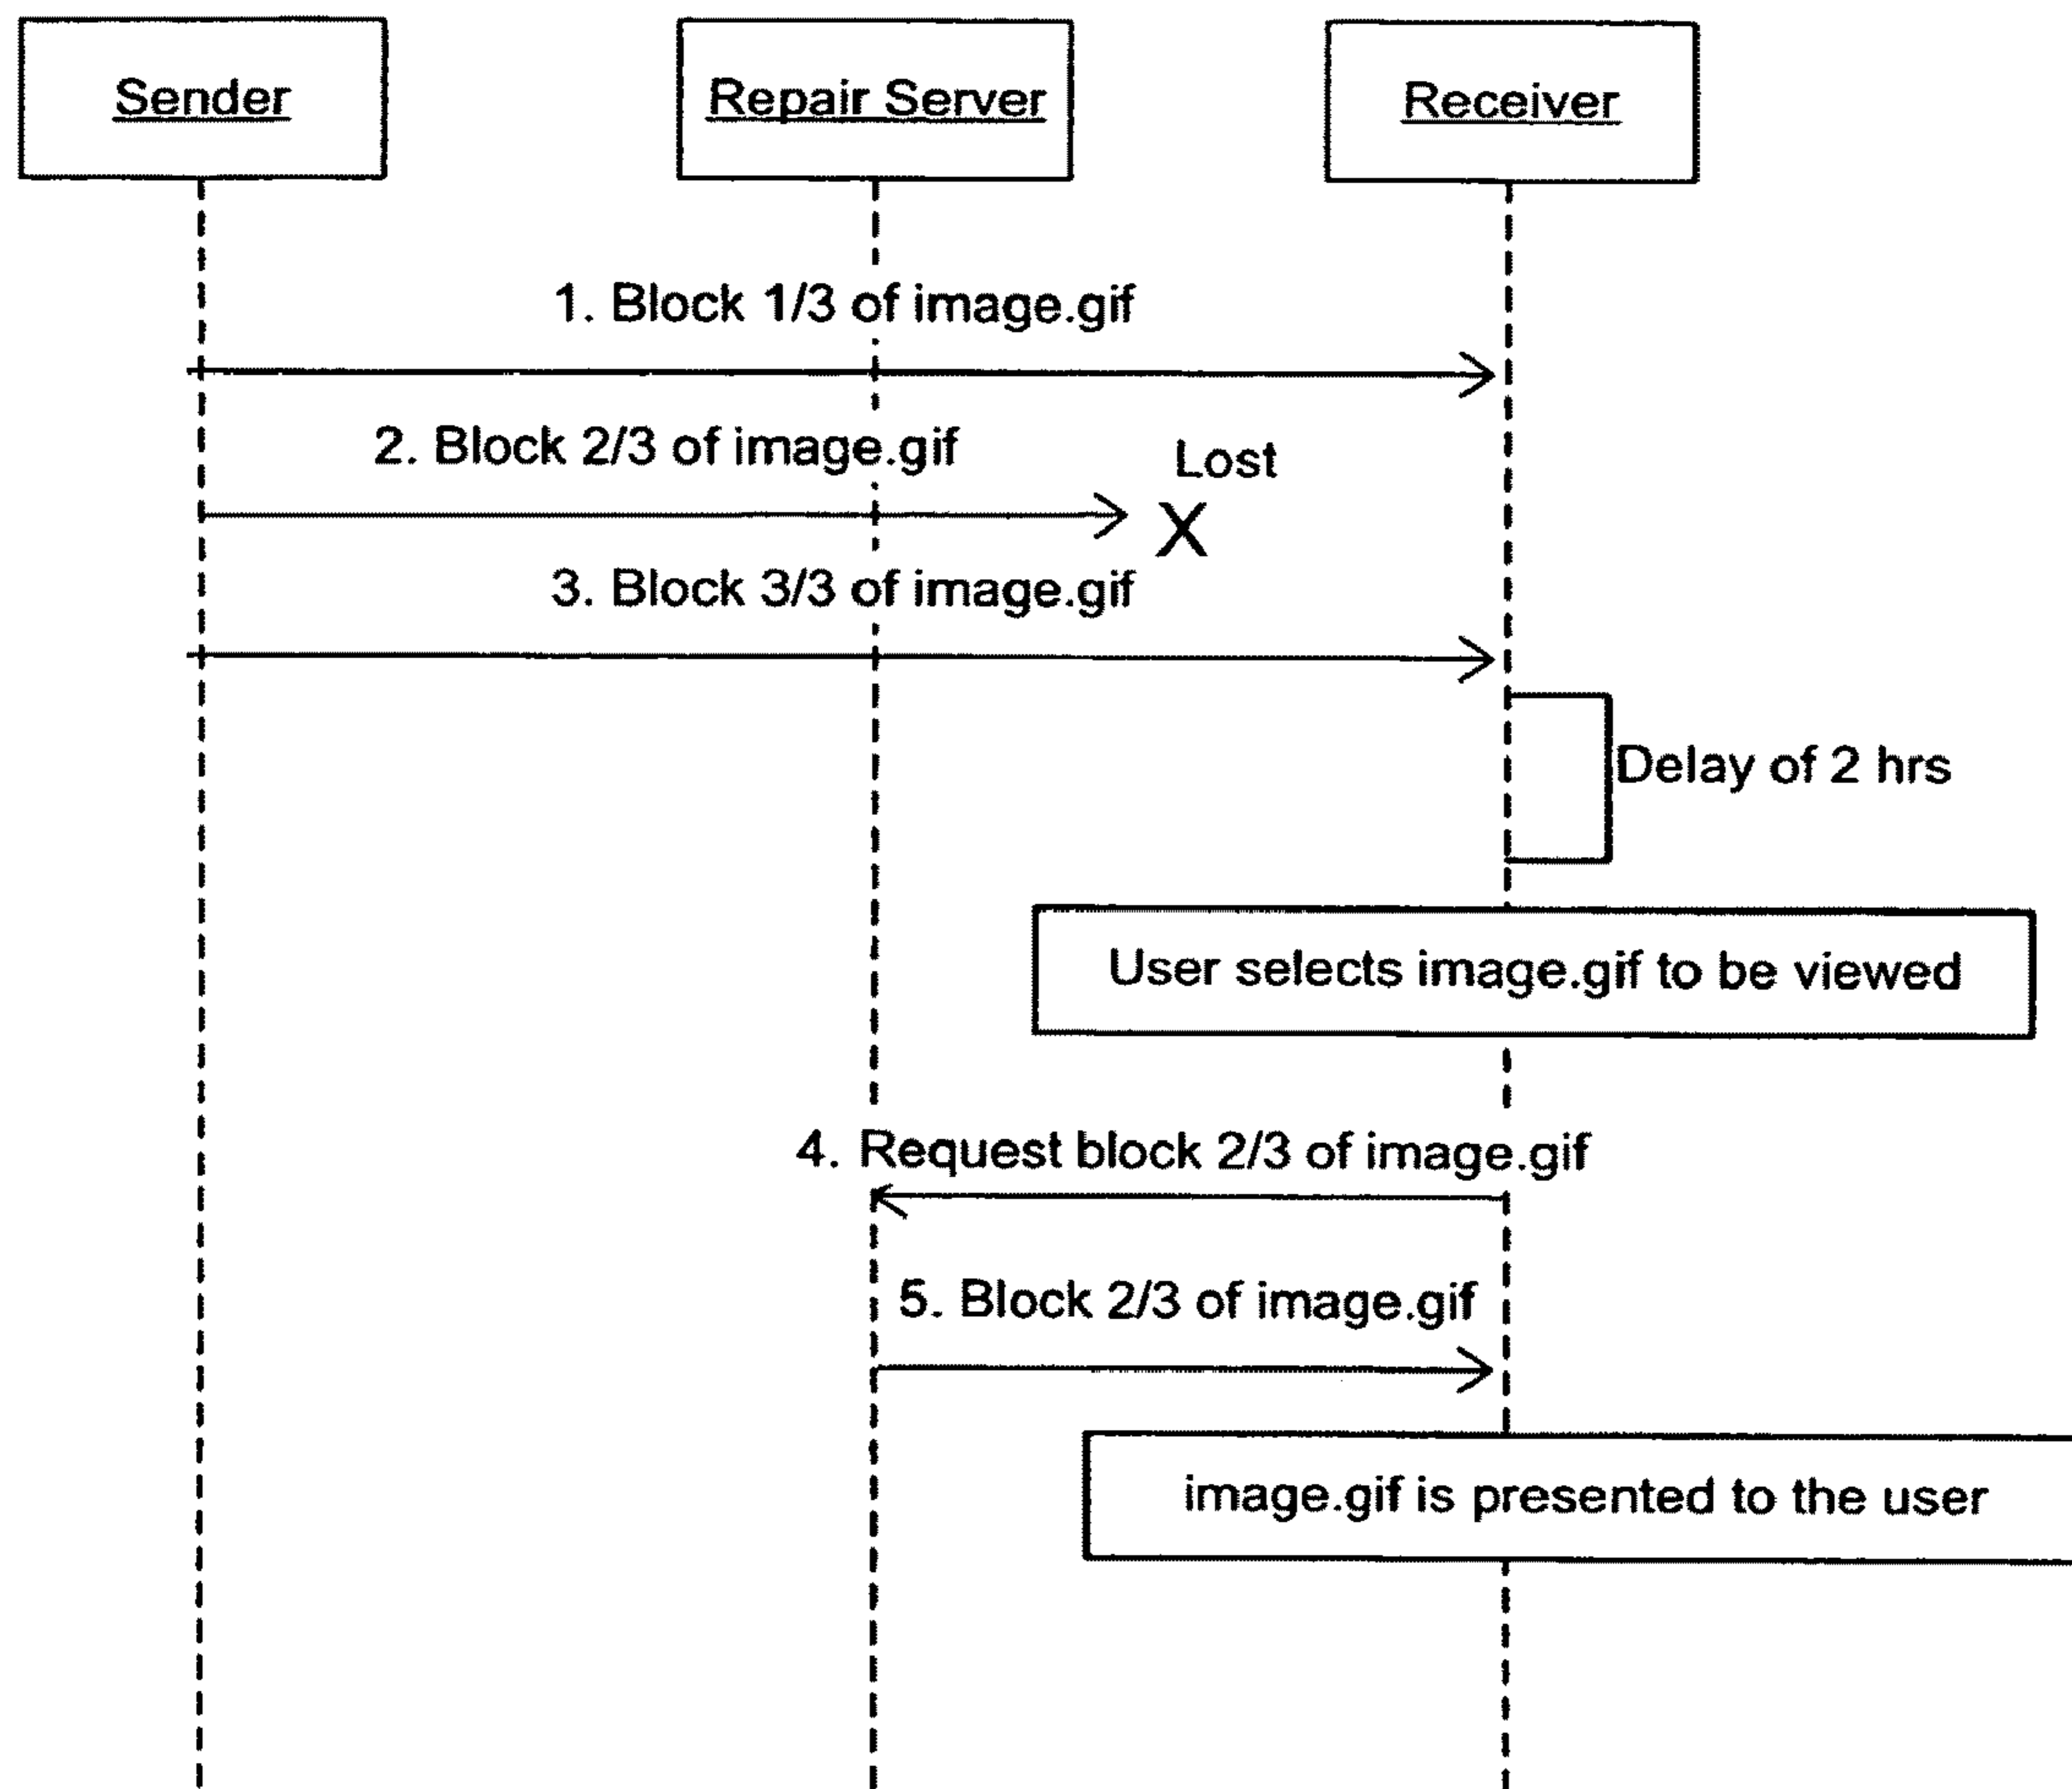 Sender
Repair Server
Receiver
1. Block 1/3 of image.gif
2. Block 2/3 of image.gif
Lost
X
3. Block 3/3 of image.gif
Delay of 2 hrs
User selects image.gif to be viewed
4. Request block 2/3 of image.gif
5. Block 2/3 of image.gif
image.gif is presented to the user